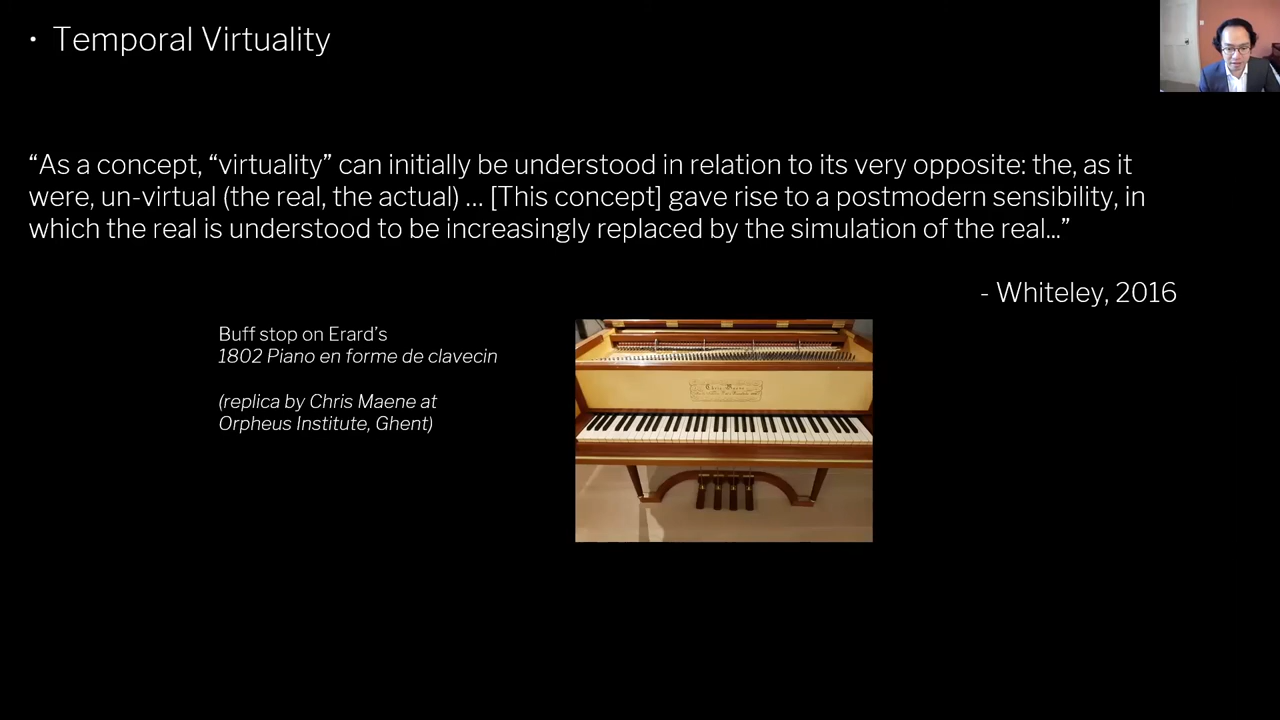 • Temporal Virtuality
“As a concept, “virtuality” can initially be understood in relation to its very opposite: the, as it
were, un-virtual (the real, the actual) ... [This concept] gave rise to a postmodern sensibility, in
which the real is understood to be increasingly replaced by the simulation of the real...”
- Whiteley, 2016
Buff stop on Erard’s
1802 Piano en forme de clavecin
(replica by Chris Maene at
Orpheus Institute, Ghent)
Chris Maene